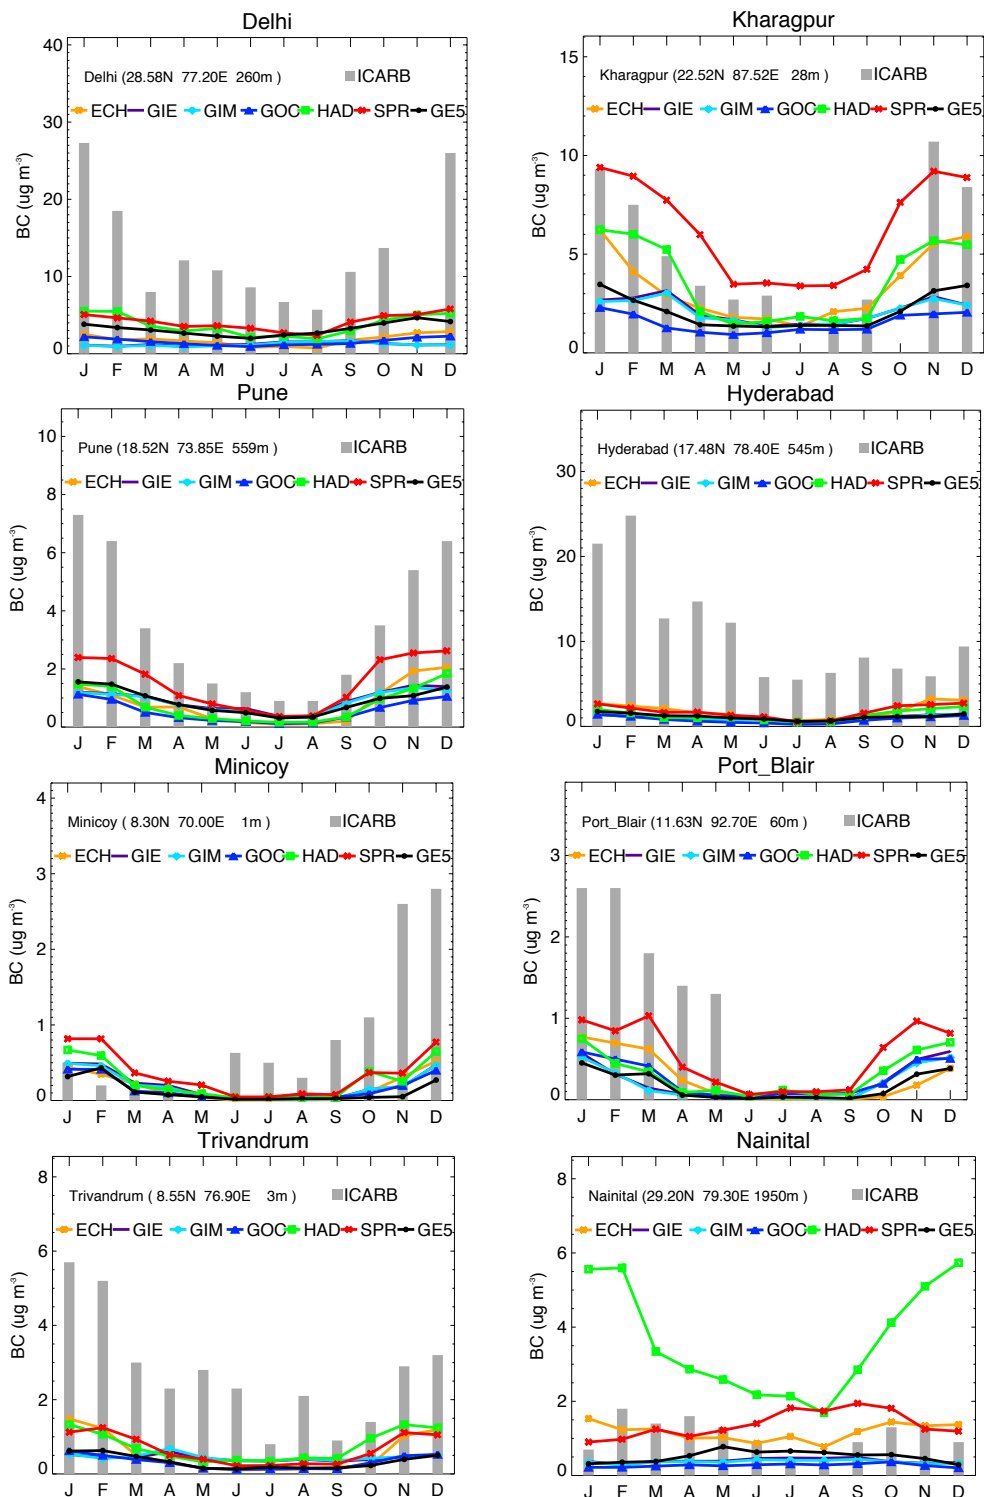 Delhi
Delhi (28.58N 77.20E 260m )
ICARB
ECH GIE GIM GOC HAD SPR GE5
BC (ug m-3)
40
30
20
10
0
J F M A M J J A S O N D
Kharagpur
Kharagpur (22.52N 87.52E 28m )
ICARB
ECH GIE GIM GOC HAD SPR GE5
BC (ug m-3)
15
10
5
0
J F M A M J J A S O N D
Pune
Pune (18.52N 73.85E 559m )
ICARB
ECH GIE GIM GOC HAD SPR GE5
BC (ug m-3)
10
8
6
4
2
0
J F M A M J J A S O N D
Hyderabad
Hyderabad (17.48N 78.40E 545m )
ICARB
ECH GIE GIM GOC HAD SPR GE5
BC (ug m-3)
30
20
10
0
J F M A M J J A S O N D
Minicoy
Minicoy ( 8.30N 70.00E 1m )
ICARB
ECH GIE GIM GOC HAD SPR GE5
BC (ug m-3)
4
3
2
1
0
J F M A M J J A S O N D
Port_Blair
Port_Blair (11.63N 92.70E 60m )
ICARB
ECH GIE GIM GOC HAD SPR GE5
BC (ug m-3)
3
2
1
0
J F M A M J J A S O N D
Trivandrum
Trivandrum ( 8.55N 76.90E 3m )
ICARB
ECH GIE GIM GOC HAD SPR GE5
BC (ug m-3)
8
6
4
2
0
J F M A M J J A S O N D
Nainital
Nainital (29.20N 79.30E 1950m )
ICARB
ECH GIE GIM GOC HAD SPR GE5
BC (ug m-3)
8
6
4
2
0
J F M A M J J A S O N D